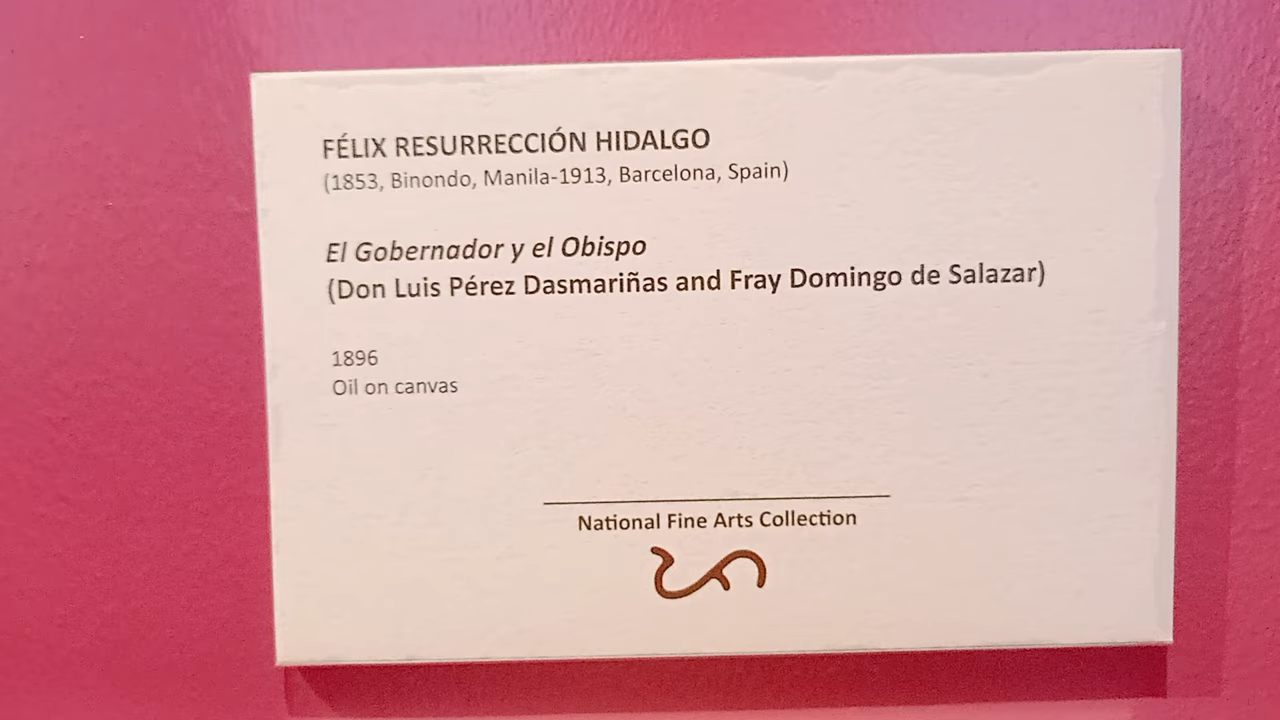 FÉLIX RESURRECCIÓN HIDALGO
(1853, Binondo, Manila-1913, Barcelona, Spain)
El Gobernador y el Obispo
(Don Luis Pérez Dasmariñas and Fray Domingo de Salazar)
1896
Oil on canvas
National Fine Arts Collection